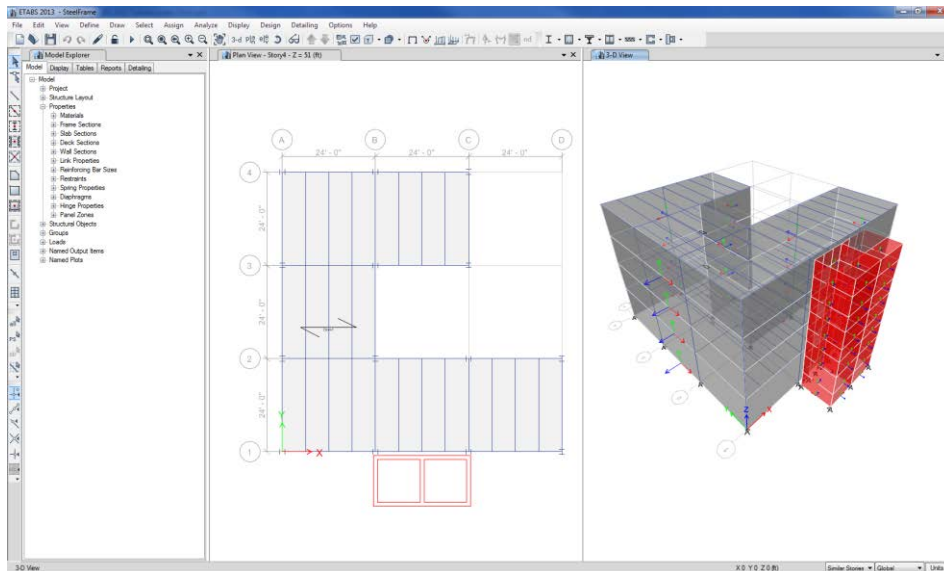 ETABS 2013 - SteelFrame
File Edit View Define Draw Select Assign Analyze Display Design Detailing Options Help
3-d
Model Explorer
Plan View - Story4 - Z = 51 (ft)
3-D View
Model Display Tables Reports Detailing
Model
Project
Structure Layout
Properties
Materials
Frame Sections
Slab Sections
Deck Sections
Wall Sections
Link Properties
Reinforcing Bar Sizes
Restraints
Spring Properties
Diaphragms
Hinge Properties
Panel Zones
Structural Objects
Groups
Loads
Named Output Items
Named Plots
A B C D
24' - 0" 24' - 0" 24' - 0"
4
24' - 0"
3
24' - 0"
2
24' - 0"
Y
1
X
Z
Y X
3-D View
X 0 Y 0 Z 0 (ft)
Similar Stories
Global
Units